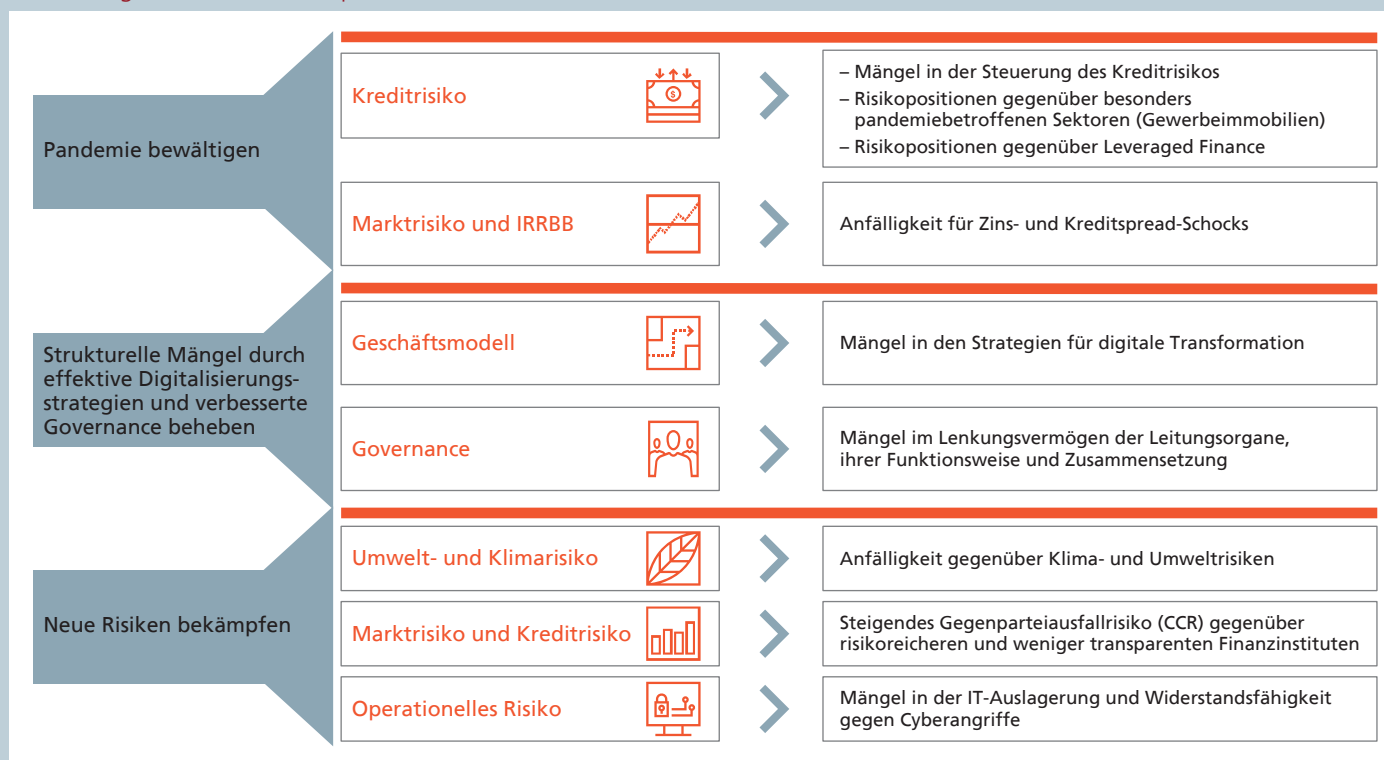 Pandemie bewältigen
Kreditrisiko
– Mängel in der Steuerung des Kreditrisikos
– Risikopositionen gegenüber besonders
pandemiebetroffenen Sektoren (Gewerbeimmobilien)
– Risikopositionen gegenüber Leveraged Finance
Marktrisiko und IRRBB
Anfälligkeit für Zins- und Kreditspread-Schocks
Strukturelle Mängel durch
effektive Digitalisierungs-
strategien und verbesserte
Governance beheben
Geschäftsmodell
Mängel in den Strategien für digitale Transformation
Governance
Mängel im Lenkungsvermögen der Leitungsorgane,
ihrer Funktionsweise und Zusammensetzung
Neue Risiken bekämpfen
Umwelt- und Klimarisiko
Anfälligkeit gegenüber Klima- und Umweltrisiken
Marktrisiko und Kreditrisiko
Steigendes Gegenparteiausfallrisiko (CCR) gegenüber
risikoreicheren und weniger transparenten Finanzinstituten
Operationelles Risiko
Mängel in der IT-Auslagerung und Widerstandsfähigkeit
gegen Cyberangriffe